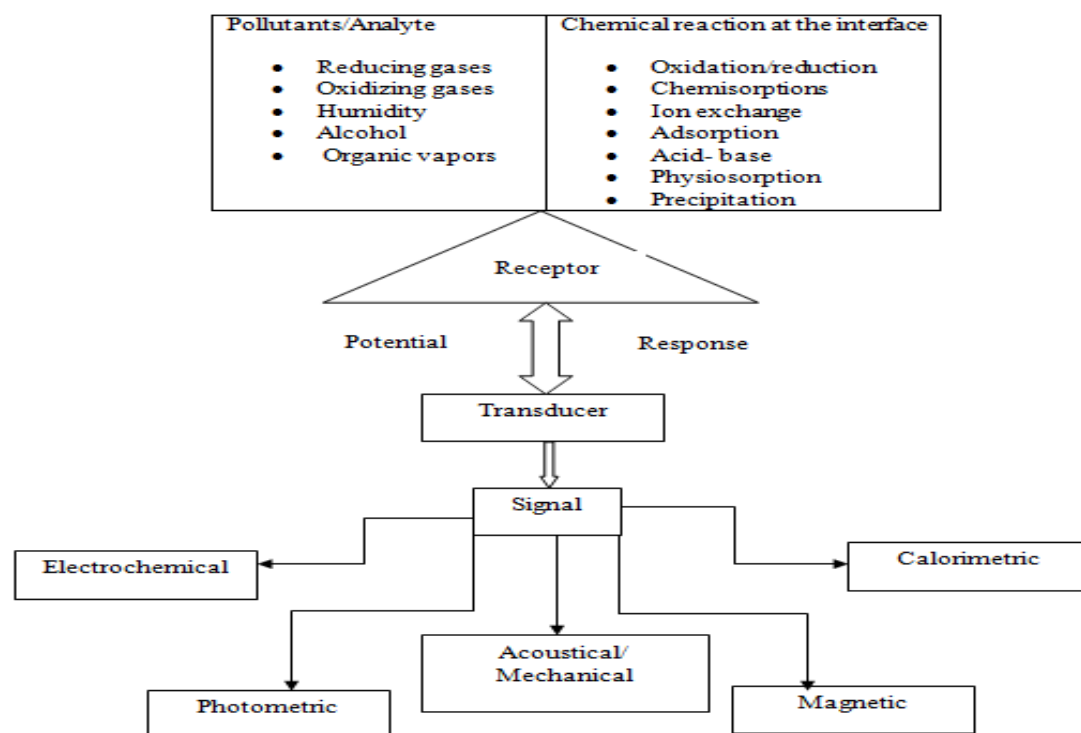 Pollutants/Analyte
• Reducing gases
• Oxidizing gases
• Humidity
• Alcohol
• Organic vapors
Chemical reaction at the interface
• Oxidation/reduction
• Chemisorptions
• Ion exchange
• Adsorption
• Acid- base
• Physiosorption
• Precipitation
Receptor
Potential
Response
Transducer
Signal
Electrochemical
Calorimetric
Acoustical/
Mechanical
Photometric
Magnetic